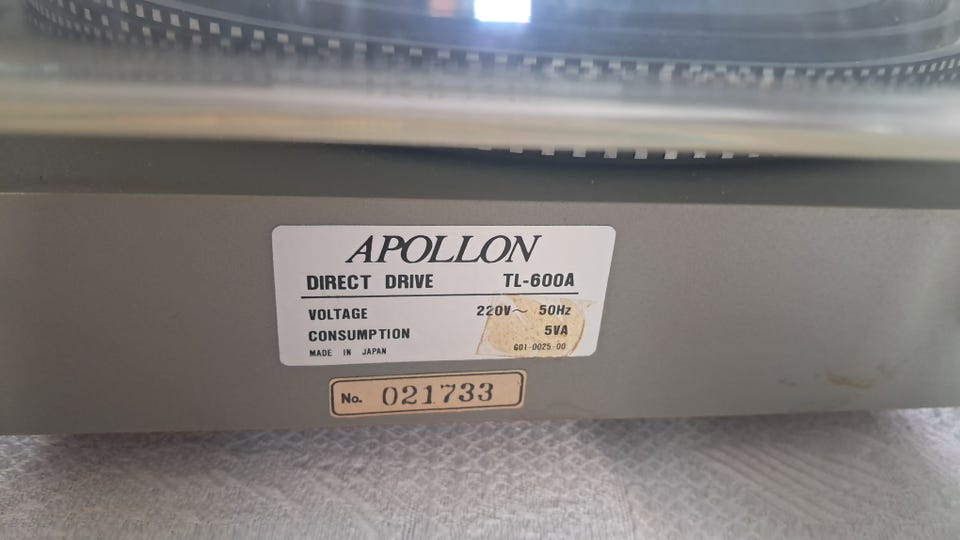 APOLLON
DIRECT DRIVE TL-600A
VOLTAGE 220V~ 50Hz
CONSUMPTION 5VA
MADE IN JAPAN G01-0025-00
No. 021733